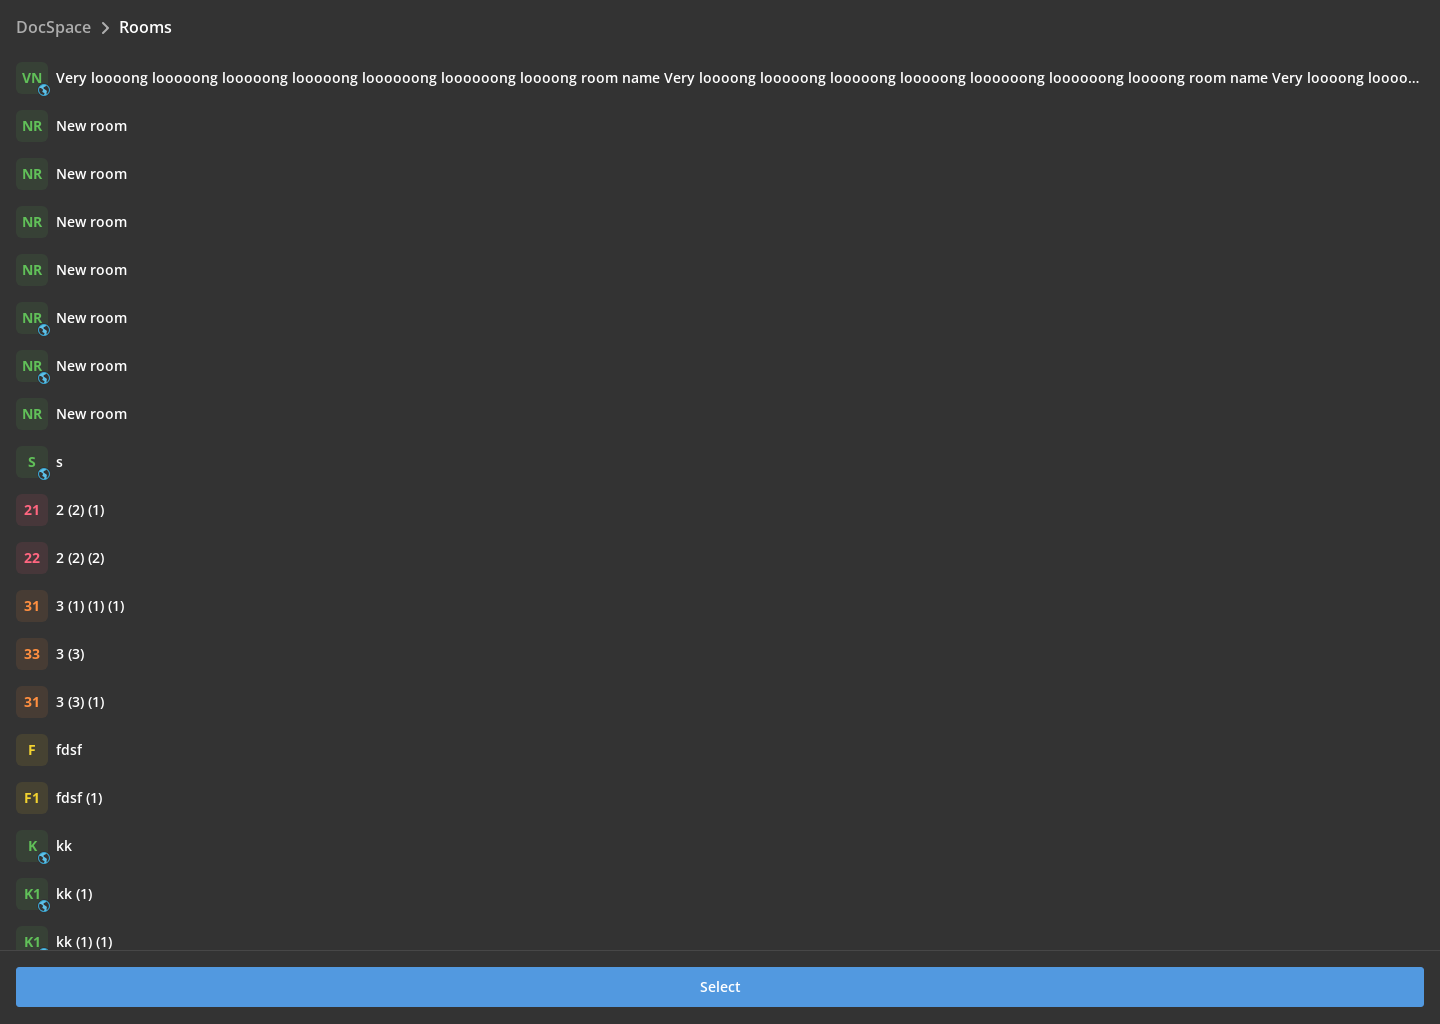 DocSpace > Rooms
VN Very loooong looooong looooong looooong loooooong loooooong loooong room name Very loooong looooong looooong looooong loooooong loooooong loooong room name Very loooong loooo...
NR New room
NR New room
NR New room
NR New room
NR New room
NR New room
NR New room
S s
21 2 (2) (1)
22 2 (2) (2)
31 3 (1) (1) (1)
33 3 (3)
31 3 (3) (1)
F fdsf
F1 fdsf (1)
K kk
K1 kk (1)
K1 kk (1) (1)
Select